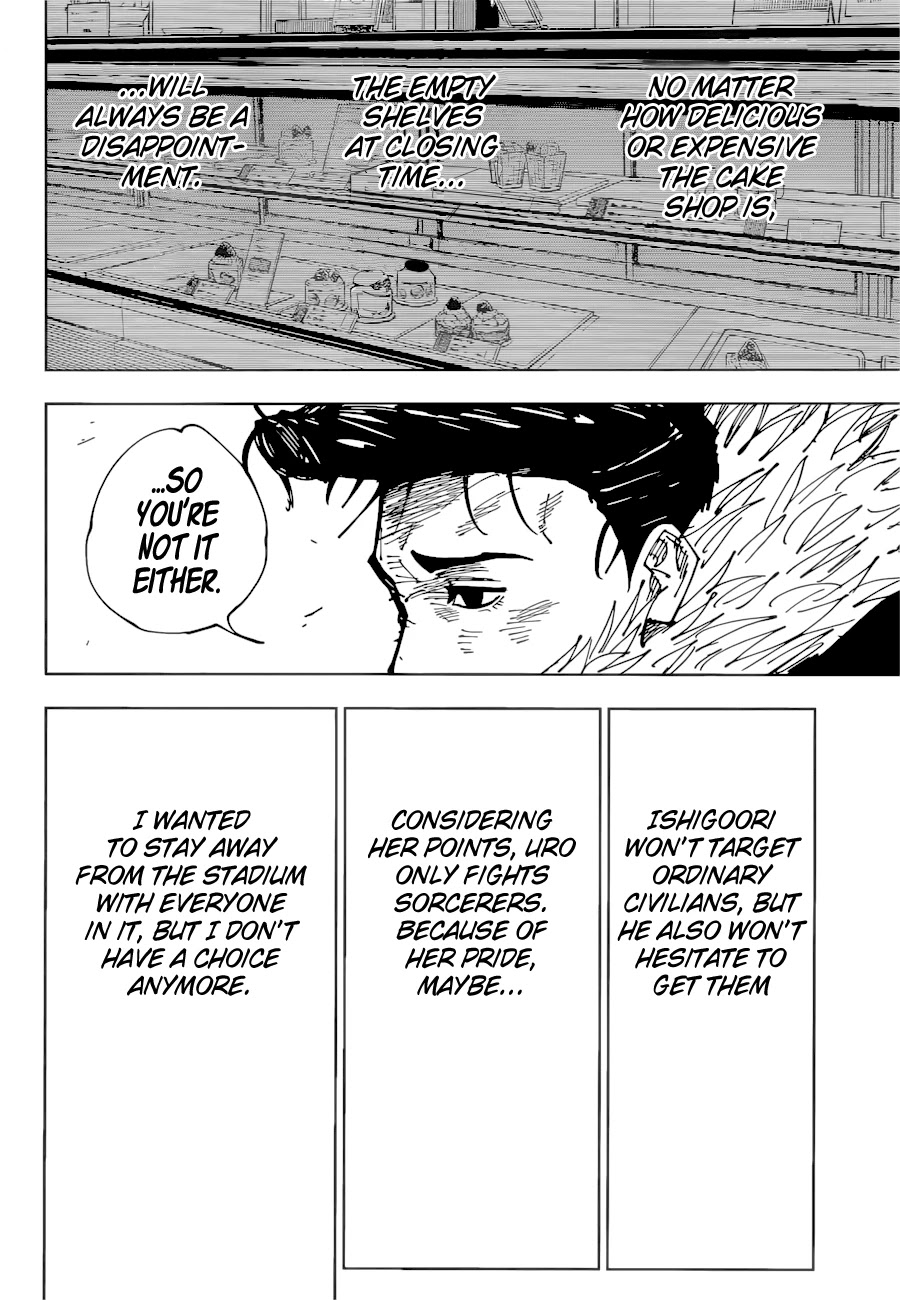 NO MATTER
HOW DELICIOUS
OR EXPENSIVE
THE CAKE
SHOP IS,
THE EMPTY
SHELVES
AT CLOSING
TIME...
...WILL
ALWAYS BE A
DISAPPOINT-
MENT.
...SO
YOU'RE
NOT IT
EITHER.
ISHIGOORI
WON'T TARGET
ORDINARY
CIVILIANS, BUT
HE ALSO WON'T
HESITATE TO
GET THEM
CONSIDERING
HER POINTS, URO
ONLY FIGHTS
SORCERERS.
BECAUSE OF
HER PRIDE,
MAYBE...
I WANTED
TO STAY AWAY
FROM THE STADIUM
WITH EVERYONE
IN IT, BUT I DON'T
HAVE A CHOICE
ANYMORE.